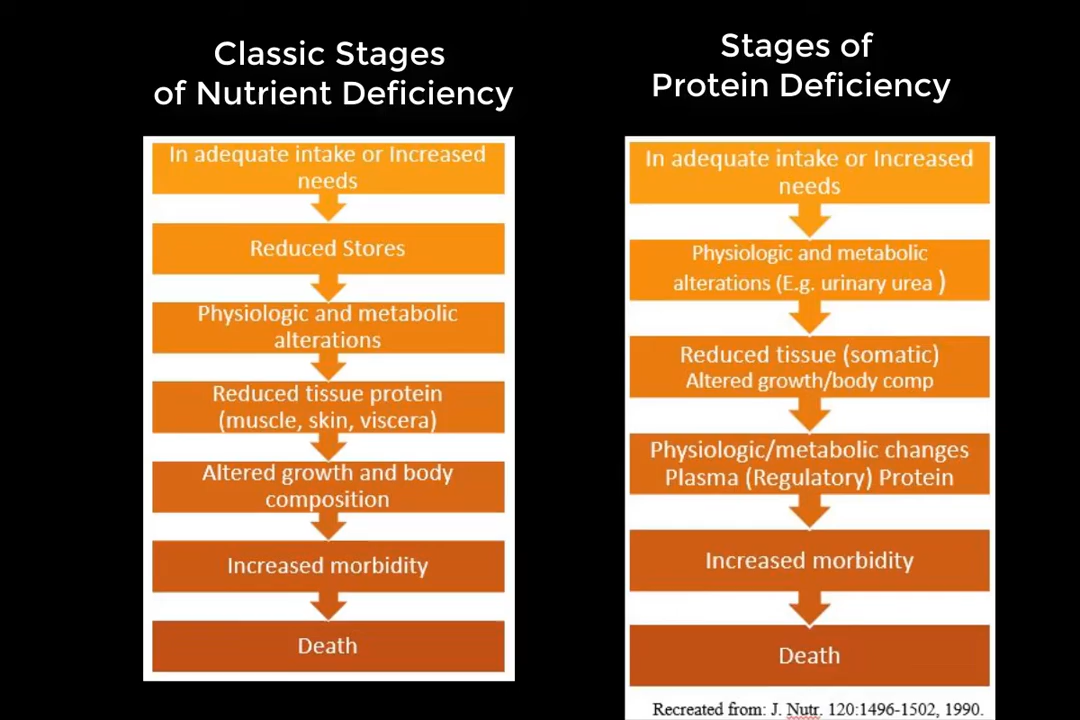 Classic Stages
of Nutrient Deficiency
In adequate intake or Increased
needs
Reduced Stores
Physiologic and metabolic
alterations
Reduced tissue protein
(muscle, skin, viscera)
Altered growth and body
composition
Increased morbidity
Death
Stages of
Protein Deficiency
In adequate intake or Increased
needs
Physiologic and metabolic
alterations (E.g. urinary urea )
Reduced tissue (somatic)
Altered growth/body comp
Physiologic/metabolic changes
Plasma (Regulatory) Protein
Increased morbidity
Death
Recreated from: J. Nutr. 120:1496-1502, 1990.